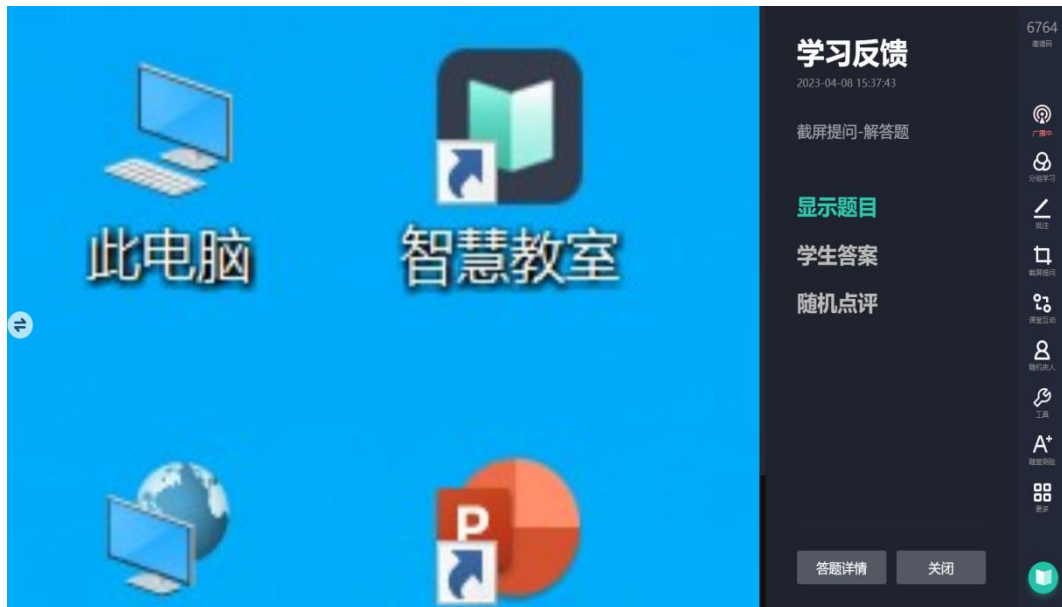 此电脑
智慧教室
P
学习反馈
2023-04-08 15:37:43
截屏提问-解答题
显示题目
学生答案
随机点评
答题详情
关闭
6764
邀请码
广播中
分组学习
批注
截屏提问
课堂互动
随机挑人
工具
A+
随堂测验
更多